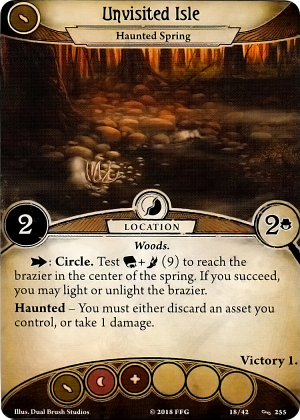 Unvisited Isle
Haunted Spring
2
LOCATION
2
Woods.
: Circle. Test + (9) to reach the
brazier in the center of the spring. If you succeed,
you may light or unlight the brazier.
Haunted – You must either discard an asset you
control, or take 1 damage.
Victory 1.
Illus. Dual Brush Studios
© 2018 FFG
18/42
255